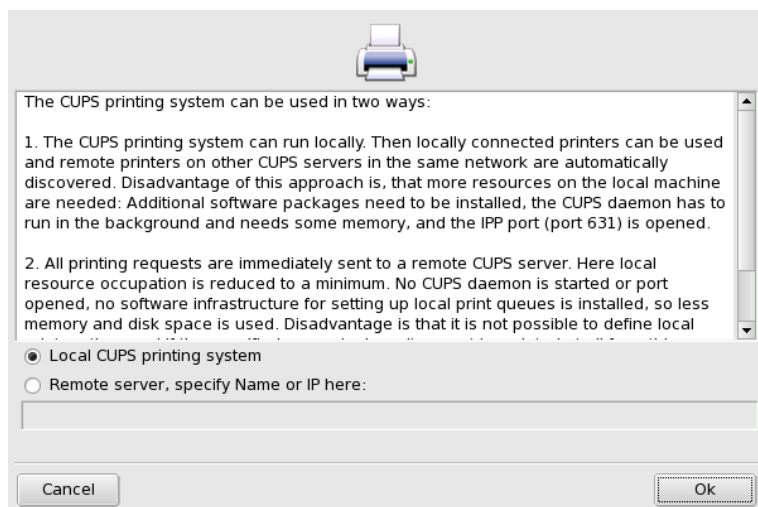 The CUPS printing system can be used in two ways:
1. The CUPS printing system can run locally. Then locally connected printers can be used
and remote printers on other CUPS servers in the same network are automatically
discovered. Disadvantage of this approach is, that more resources on the local machine
are needed: Additional software packages need to be installed, the CUPS daemon has to
run in the background and needs some memory, and the IPP port (port 631) is opened.
2. All printing requests are immediately sent to a remote CUPS server. Here local
resource occupation is reduced to a minimum. No CUPS daemon is started or port
opened, no software infrastructure for setting up local print queues is installed, so less
memory and disk space is used. Disadvantage is that it is not possible to define local
Local CUPS printing system
Remote server, specify Name or IP here:
Cancel
Ok